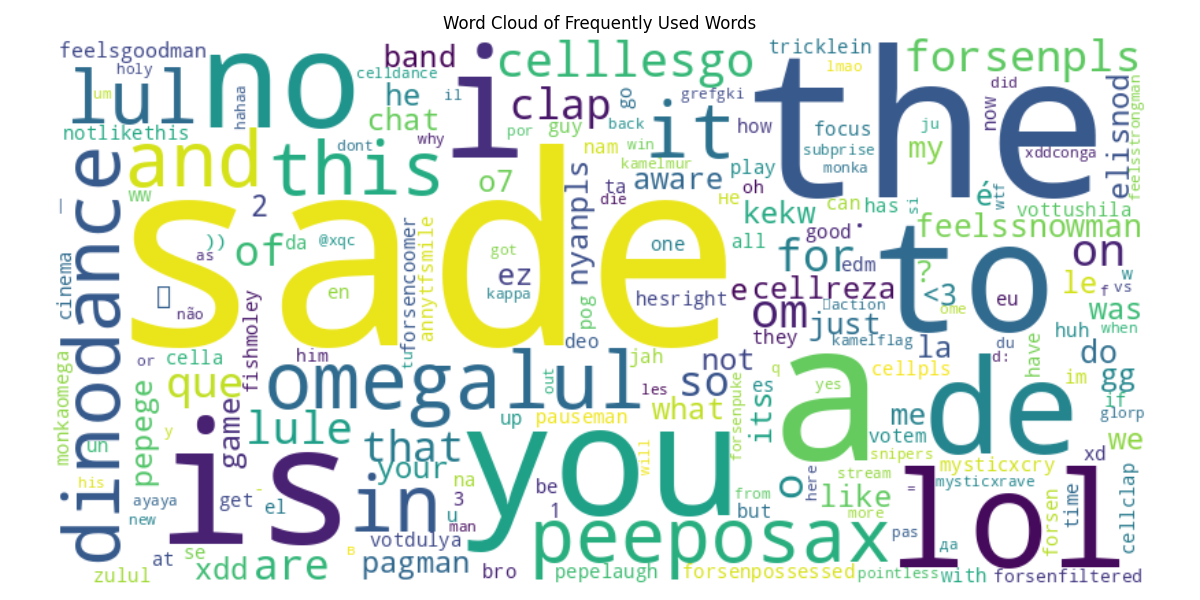 Word Cloud of Frequently Used Words
feelsgoodman
holy
lul
um
no
hahaa
notlikethis
celldance
band
he
chat
il
why
i
celllesgo
clap
por
guy
go
back
nam
win
kamelmur
it
grefgki
how
tricklein
lmao
the
forsenpls
focus
subprise
monka
ju
my
now
did
xddconga
elisnod
feelsstrongman
and
this
dont
ww
2
o7
dinodance
sade
nyanpls
ta
die
aware
play
oh
kekw
can
has
si
é
wtf
vottushila
не
all
good
feelssnowman
for
edm
to
on
?
<3
le
f
w
vs
was
when
huh
cinema
))
as
of
da
@xqc
forsencoomer
annytfsmile
got
ez
kappa
one
hesright
e
cellreza
om
action
just
they
kamelflag
ome
eu
du
d:
la
have
do
im
gg
if
glorp
en
não
fishmoley
pog
deo
monkaomega
or
cella
him
tu
omegalul
out
les
jah
not
so
q
yes
a
cellpls
de
me
que
pepege
y
un
game
lule
that
your
up
pauseman
what
forsenpuke
its
es
votem
snipers
mysticxcry
mysticxrave
xd
we
his
ayaya
new
is
get
-
el
in
na
3
u
man
you
be
1
will
from
but
o
here
stream
like
more
=
pas
lol
forsen
time
cellclap
at
se
zulul
xdd
are
в
votdulya
pagman
bro
peeposax
pepelaugh
forsenpossessed
pointless
да
with
forsenfiltered